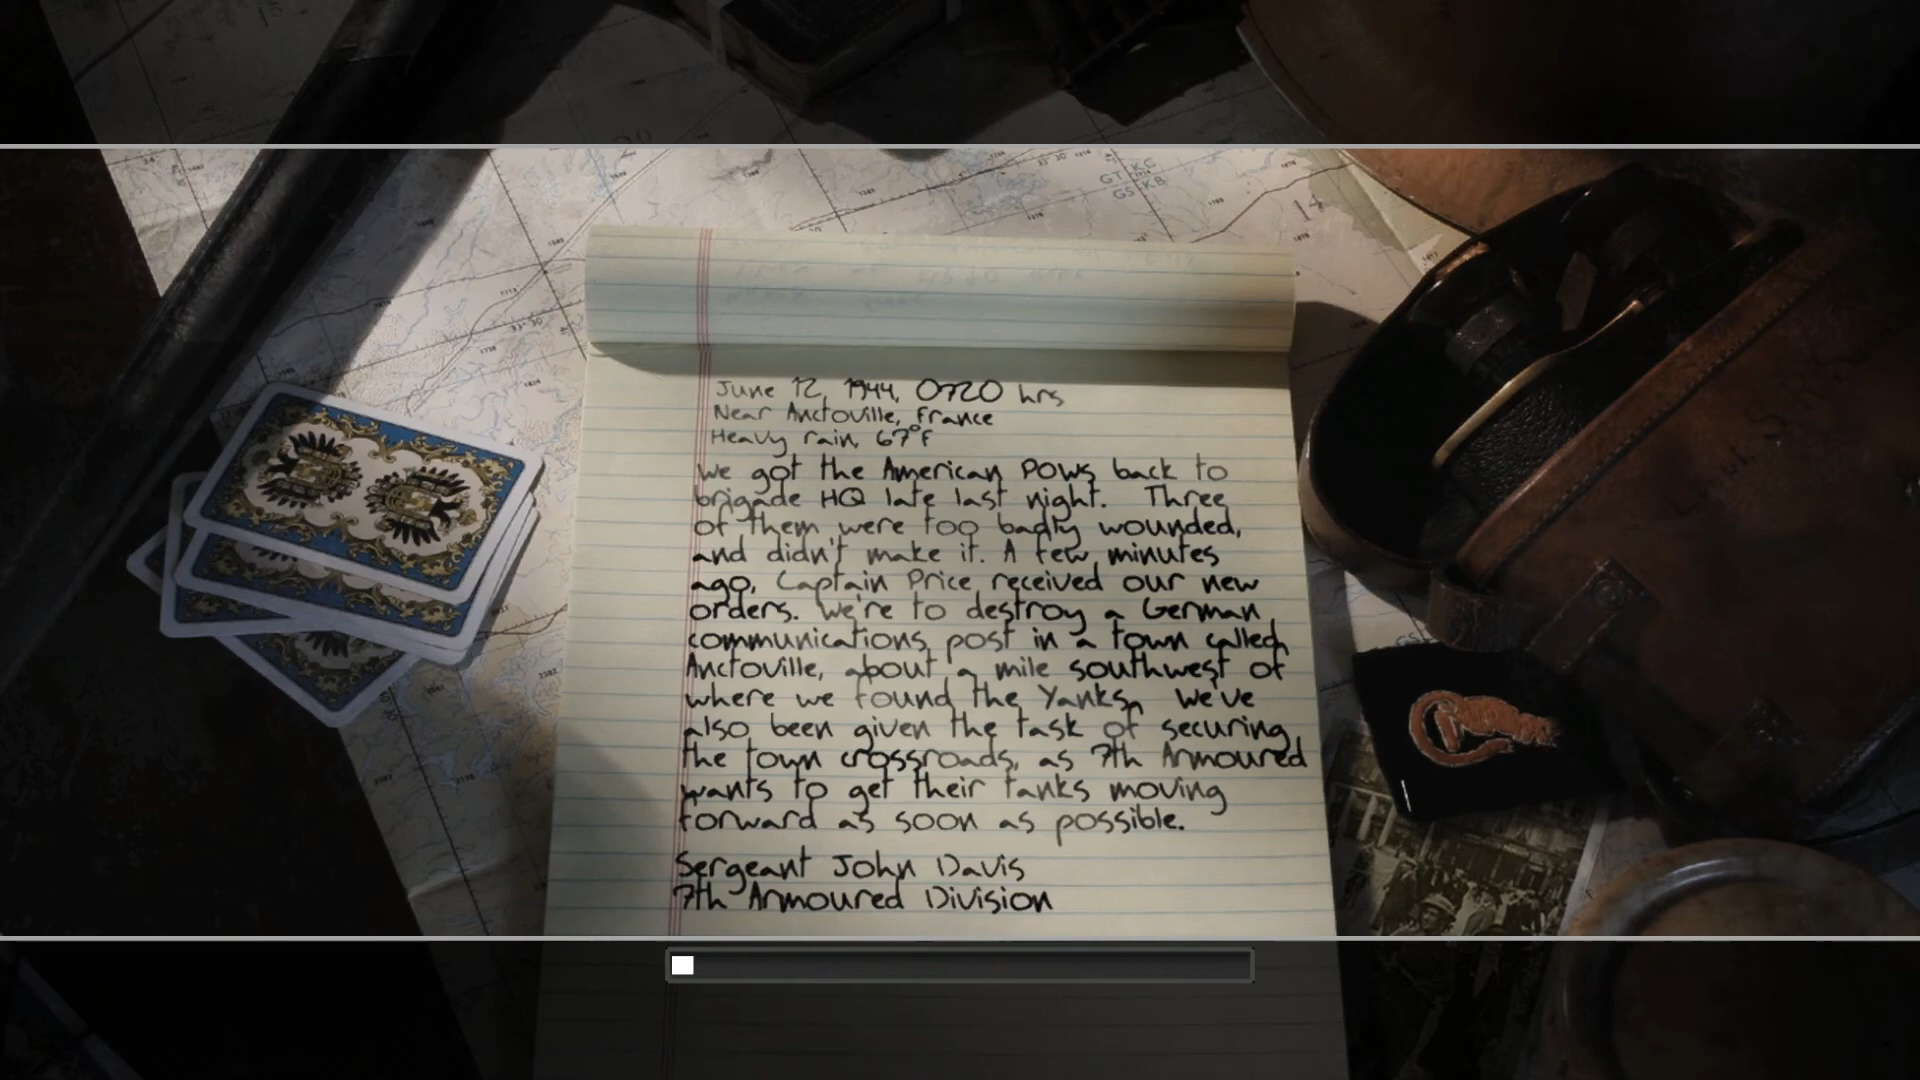 June 12, 1944, 0720 hrs
Near Anctoville, France
Heavy rain, 67°F
We got the American POWs back to
brigade HQ late last night. Three
of them were too badly wounded,
and didn't make it. A few minutes
ago, Captain Price received our new
orders. We're to destroy a German
communications post in a town called
Anctoville, about a mile southwest of
where we found the Yanks. We've
also been given the task of securing
the town crossroads, as 7th Armoured
wants to get their tanks moving
forward as soon as possible.
Sergeant John Davis
7th Armoured Division
GT KC
GS KB
14